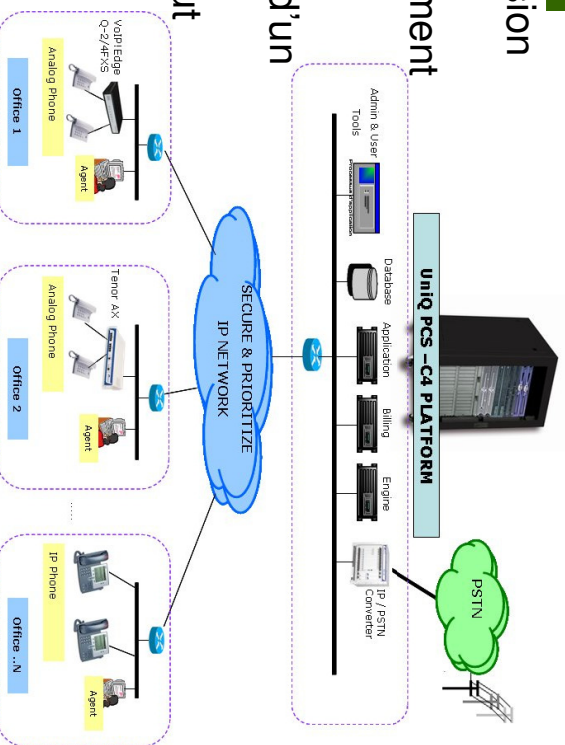 sion
ment
d'un
ut
UniQ PCS –C4 PLATFORM
PSTN
Admin & User
Tools
Database
Application
Billing
Engine
IP / PSTN
Converter
SECURE & PRIORITIZE
IP NETWORK
VoIP!Edge
Q-2/4FXS
Analog Phone
Agent
Office 1
Tenor AX
Analog Phone
Agent
Office 2
......
IP Phone
Agent
Office ..N